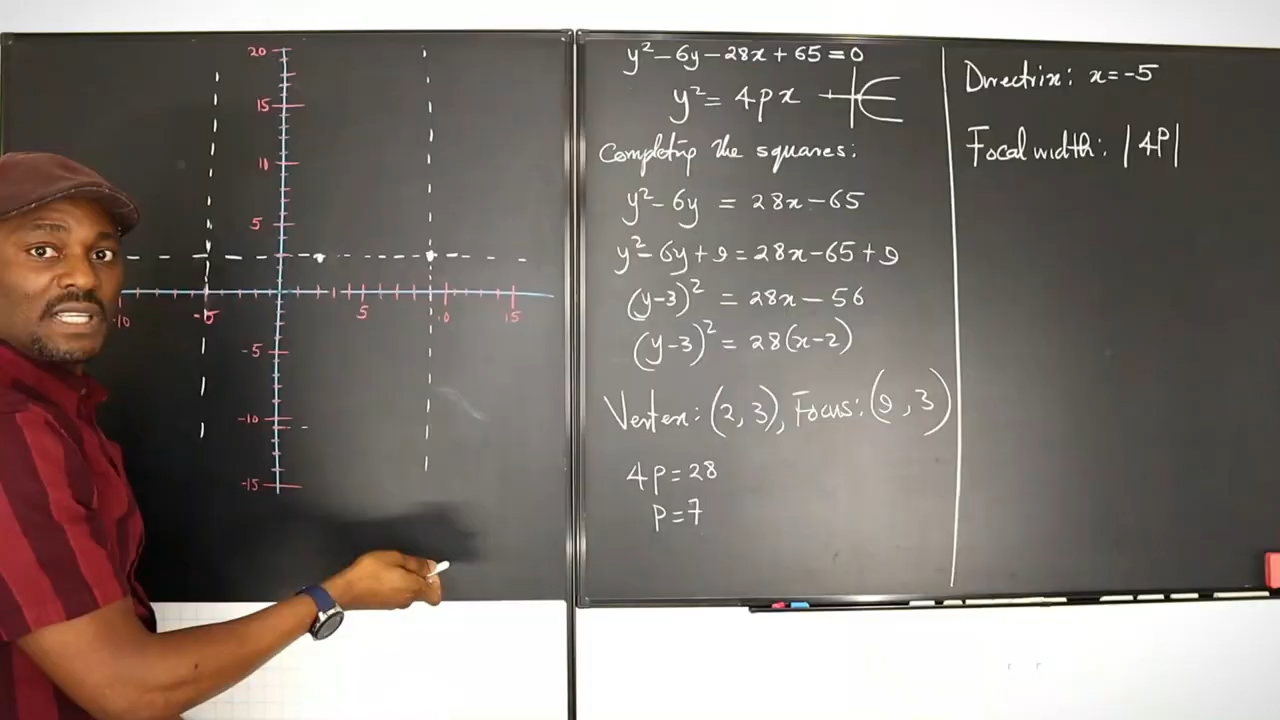 20
15
10
5
-10
-5
5
10
15
-5
-10
-15
y² - 6y - 28x + 65 = 0
y² = 4px
Completing the squares:
y² - 6y = 28x - 65
y² - 6y + 9 = 28x - 65 + 9
(y-3)² = 28x - 56
(y-3)² = 28(x-2)
Vertex: (2, 3), Focus: (9, 3)
4P = 28
P = 7
Directrix: x = -5
Focal width: |4P|